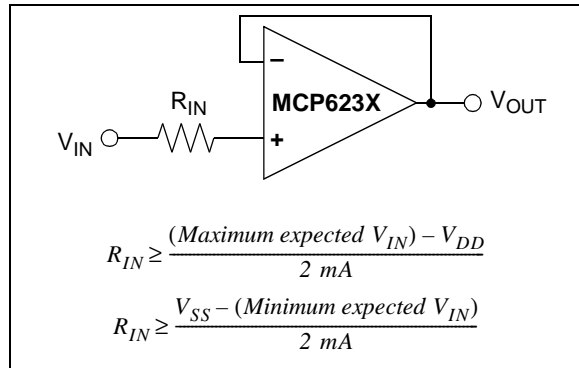 −
MCP623X
R_IN
V_OUT
V_IN
+
R_IN ≥ (Maximum expected V_IN) – V_DD
2 mA
R_IN ≥ V_SS – (Minimum expected V_IN)
2 mA